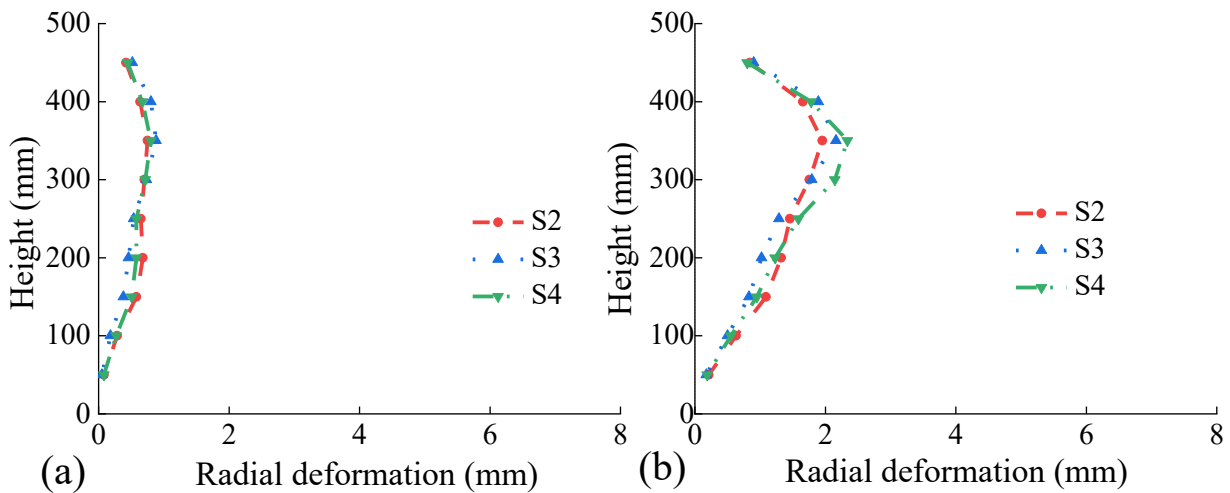 500
400
300
200
100
0
Height (mm)
S2
S3
S4
0 2 4 6 8
(a) Radial deformation (mm)
500
400
300
200
100
0
Height (mm)
S2
S3
S4
0 2 4 6 8
(b) Radial deformation (mm)